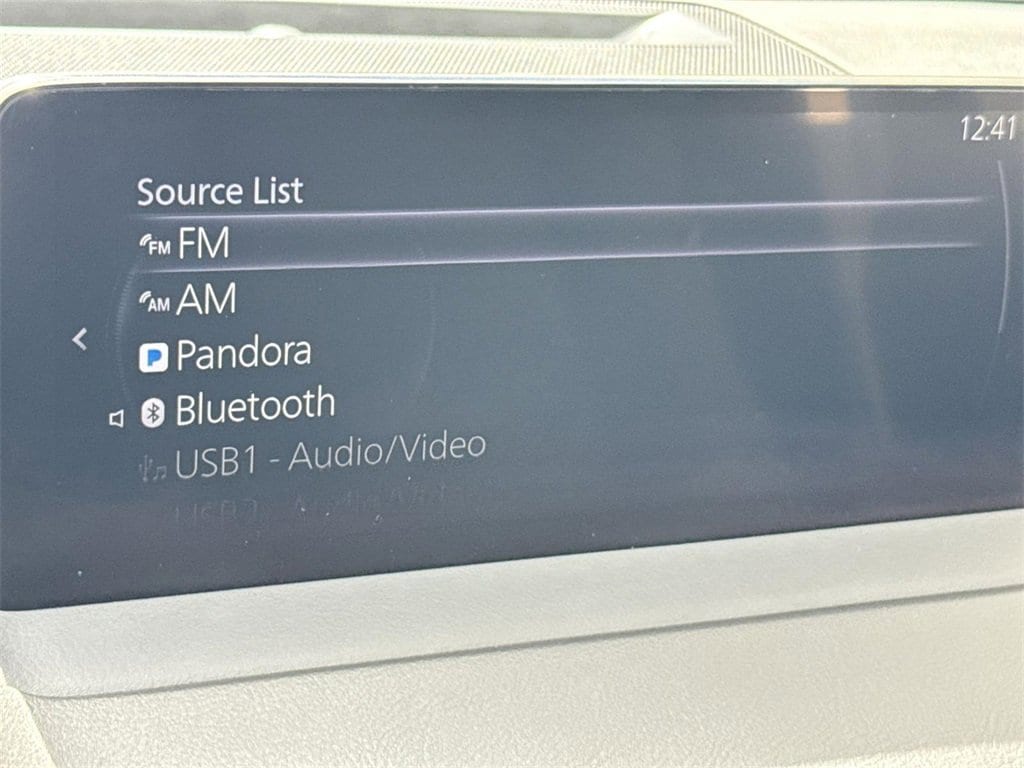 12:41
Source List
FM FM
AM AM
P Pandora
Bluetooth
USB1 - Audio/Video